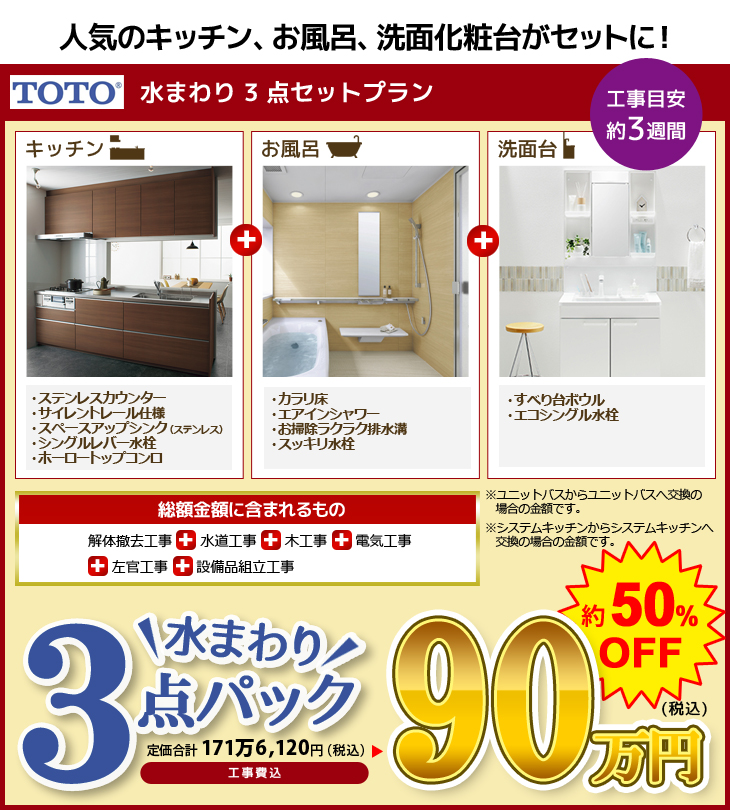 人気のキッチン、お風呂、洗面化粧台がセットに!
TOTO®
水まわり3点セットプラン
工事目安
約3週間
キッチン
お風呂
洗面台
・ステンレスカウンター
・サイレントレール仕様
・スペースアップシンク(ステンレス)
・シングルレバー水栓
・ホーロートップコンロ
・カラリ床
・エアインシャワー
・お掃除ラクラク排水溝
・スッキリ水栓
・すべり台ボウル
・エコシングル水栓
総額金額に含まれるもの
解体撤去工事+水道工事+木工事+電気工事
+左官工事+設備品組立工事
※ユニットバスからユニットバスへ交換の
場合の金額です。
※システムキッチンからシステムキッチンへ
交換の場合の金額です。
3
水まわり
点パック
定価合計 171万6,120円(税込)
工事費込
約50%
OFF
90万円
(税込)